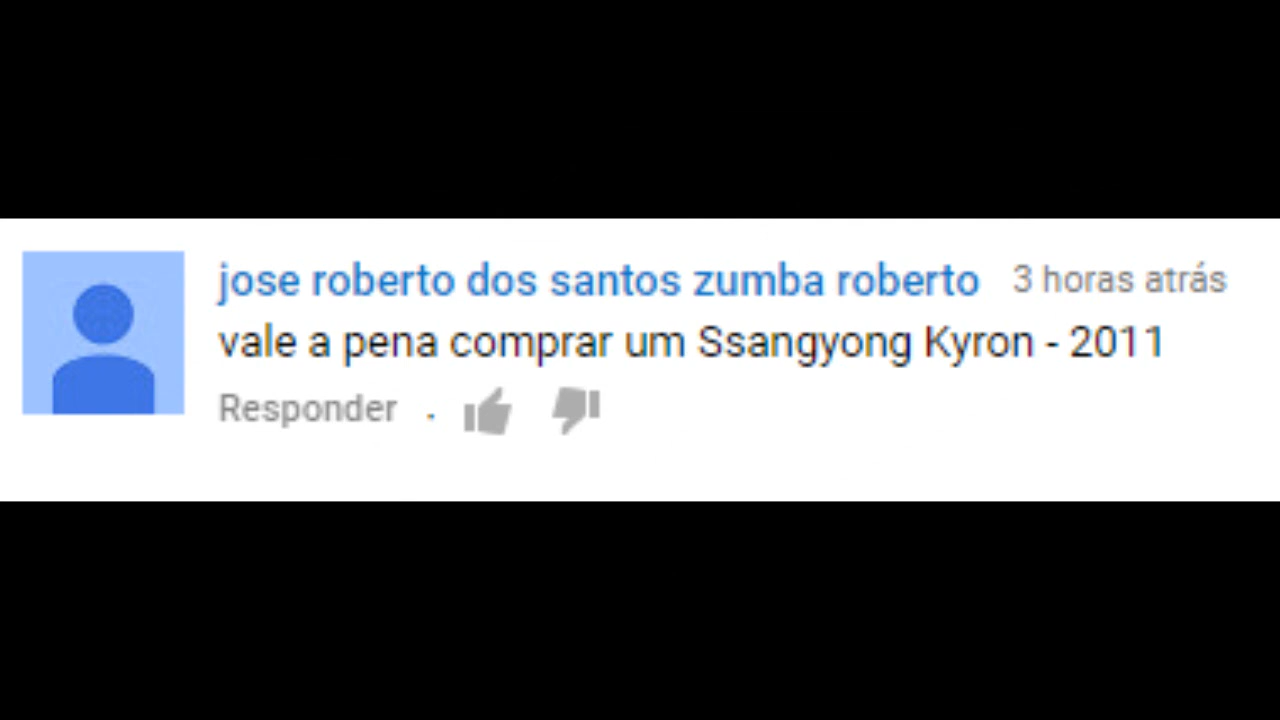 jose roberto dos santos zumba roberto 3 horas atrás
vale a pena comprar um Ssangyong Kyron - 2011
Responder .